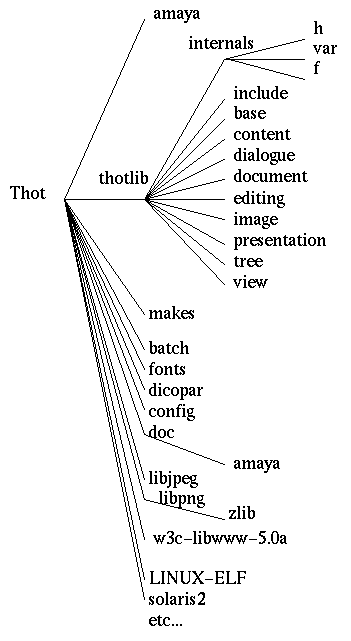 amaya
internals
h
var
f
include
base
content
dialogue
document
editing
image
presentation
tree
view
thotlib
Thot
makes
batch
fonts
dicopar
config
doc
amaya
libjpeg
libpng
zlib
w3c-libwww-5.0a
LINUX-ELF
solaris2
etc...